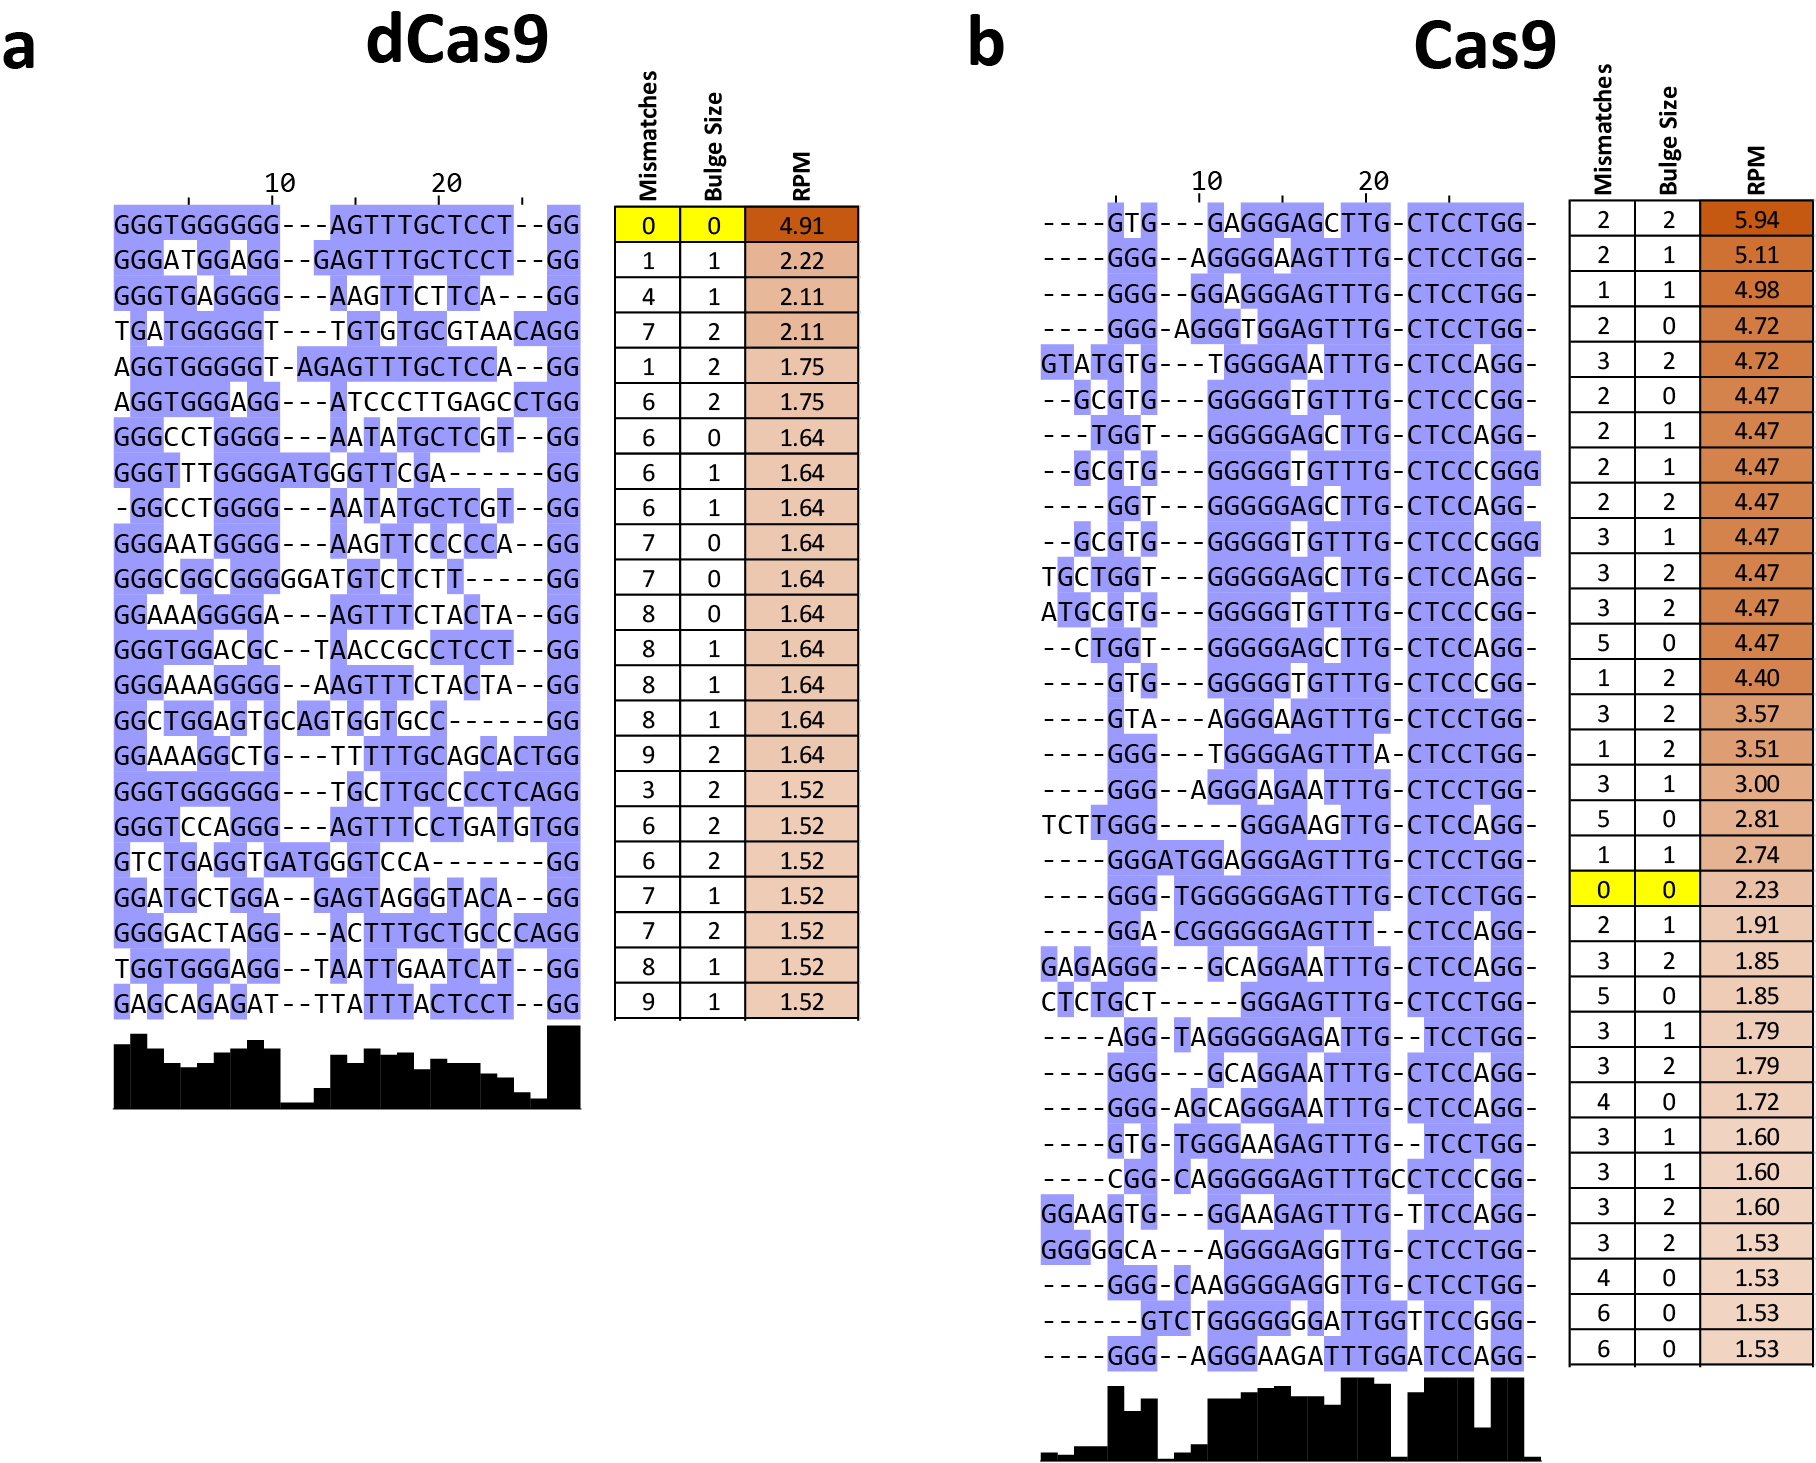 a
dCas9
Mismatches
Bulge Size
RPM
10 20
GGGTGGGGGG---AGTTTGCTCCT--GG 0 0 4.91
GGGATGGAGG--GAGTTTGCTCCT--GG 1 1 2.22
GGGTGAGGGG---AAGTTCTTCA---GG 4 1 2.11
TGATGGGGGT---TGTGTGCGTAACAGG 7 2 2.11
AGGTGGGGGT-AGAGTTTGCTCCA--GG 1 2 1.75
AGGTGGGAGG---ATCCCTTGAGCCTGG 6 2 1.75
GGGCCTGGGG---AATATGCTCGT--GG 6 0 1.64
GGGTTTGGGGATGGGTTCGA------GG 6 1 1.64
-GGCCTGGGG---AATATGCTCGT--GG 6 1 1.64
GGGAATGGGG---AAGTTCCCCCA--GG 7 0 1.64
GGGCGGCGGGGGATGTCTCTT-----GG 7 0 1.64
GGAAAGGGGA---AGTTTCTACTA--GG 8 0 1.64
GGGTGGACGC--TAACCGCCTCCT--GG 8 1 1.64
GGGAAAGGGG--AAGTTTCTACTA--GG 8 1 1.64
GGCTGGAGTGCAGTGGTGCC------GG 8 1 1.64
GGAAAGGCTG---TTTTTGCAGCACTGG 9 2 1.64
GGGTGGGGGG---TGCTTGCCCCTCAGG 3 2 1.52
GGGTCCAGGG---AGTTTCCTGATGTGG 6 2 1.52
GTCTGAGGTGATGGGTCCA-------GG 6 2 1.52
GGATGCTGGA--GAGTAGGGTACA--GG 7 1 1.52
GGGGACTAGG---ACTTTGCTGCCCAGG 7 2 1.52
TGGTGGGAGG--TAATTGAATCAT--GG 8 1 1.52
GAGCAGAGAT--TTATTTACTCCT--GG 9 1 1.52
b
Cas9
Mismatches
Bulge Size
RPM
10 20
----GTG---GAGGGAGCTTG-CTCCTGG- 2 2 5.94
----GGG--AGGGGAAGTTTG-CTCCTGG- 2 1 5.11
----GGG--GGAGGGAGTTTG-CTCCTGG- 1 1 4.98
----GGG-AGGGTGGAGTTTG-CTCCTGG- 2 0 4.72
GTATGTG---TGGGGAATTTG-CTCCAGG- 3 2 4.72
--GCGTG---GGGGGTGTTTG-CTCCCGG- 2 0 4.47
---TGGT---GGGGGAGCTTG-CTCCAGG- 2 1 4.47
--GCGTG---GGGGGTGTTTG-CTCCCGGG 2 1 4.47
----GGT---GGGGGAGCTTG-CTCCAGG- 2 2 4.47
--GCGTG---GGGGGTGTTTG-CTCCCGGG 3 1 4.47
TGCTGGT---GGGGGAGCTTG-CTCCAGG- 3 2 4.47
ATGCGTG---GGGGGTGTTTG-CTCCCGG- 3 2 4.47
--CTGGT---GGGGGAGCTTG-CTCCAGG- 5 0 4.47
----GTG---GGGGGTGTTTG-CTCCCGG- 1 2 4.40
----GTA---AGGGAAGTTTG-CTCCTGG- 3 2 3.57
----GGG---TGGGGAGTTTA-CTCCTGG- 1 2 3.51
----GGG--AGGGAGAATTTG-CTCCTGG- 3 1 3.00
TCTTGGG-----GGGAAGTTG-CTCCAGG- 5 0 2.81
----GGGATGGAGGGAGTTTG-CTCCTGG- 1 1 2.74
----GGG-TGGGGGGAGTTTG-CTCCTGG- 0 0 2.23
----GGA-CGGGGGGAGTTT--CTCCAGG- 2 1 1.91
GAGAGGG---GCAGGAATTTG-CTCCAGG- 3 2 1.85
CTCTGCT-----GGGAGTTTG-CTCCTGG- 5 0 1.85
----AGG-TAGGGGGAGATTG--TCCTGG- 3 1 1.79
----GGG---GCAGGAATTTG-CTCCAGG- 3 2 1.79
----GGG-AGCAGGGAATTTG-CTCCAGG- 4 0 1.72
----GTG-TGGGAAGAGTTTG--TCCTGG- 3 1 1.60
----CGG-CAGGGGGAGTTTGCCTCCCGG- 3 1 1.60
GGAAGTG---GGAAGAGTTTG-TTCCAGG- 3 2 1.60
GGGGGCA---AGGGGAGGTTG-CTCCTGG- 3 2 1.53
----GGG-CAAGGGGAGGTTG-CTCCTGG- 4 0 1.53
------GTCTGGGGGGGATTGGTTCCGGG- 6 0 1.53
----GGG--AGGGAAGATTTGGATCCAGG- 6 0 1.53